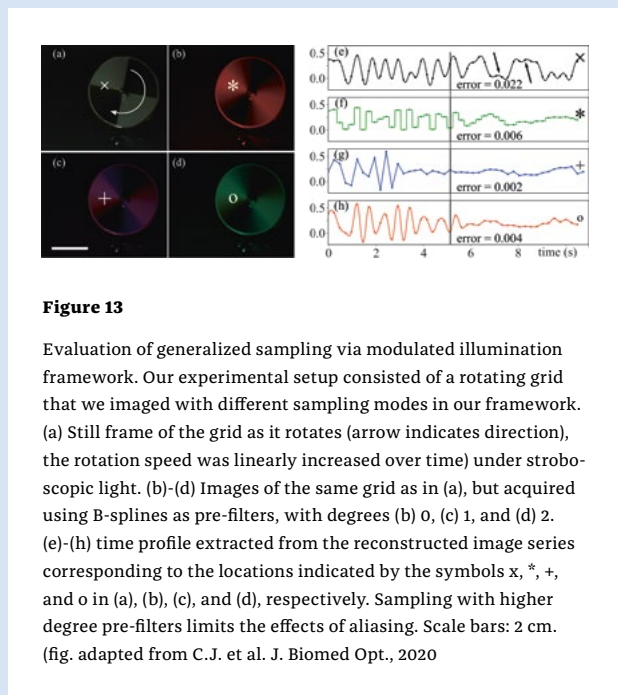 (a)
(b)
(c)
(d)
×
*
+
o
0.5
0.0
(e)
×
error = 0.022
0.5
0.0
(f)
*
error = 0.006
0.5
0.0
(g)
+
error = 0.002
0.5
0.0
(h)
o
error = 0.004
0 2 4 6 8 time (s)
Figure 13
Evaluation of generalized sampling via modulated illumination
framework. Our experimental setup consisted of a rotating grid
that we imaged with different sampling modes in our framework.
(a) Still frame of the grid as it rotates (arrow indicates direction),
the rotation speed was linearly increased over time) under strobo-
scopic light. (b)-(d) Images of the same grid as in (a), but acquired
using B-splines as pre-filters, with degrees (b) 0, (c) 1, and (d) 2.
(e)-(h) time profile extracted from the reconstructed image series
corresponding to the locations indicated by the symbols x, *, +,
and o in (a), (b), (c), and (d), respectively. Sampling with higher
degree pre-filters limits the effects of aliasing. Scale bars: 2 cm.
(fig. adapted from C.J. et al. J. Biomed Opt., 2020